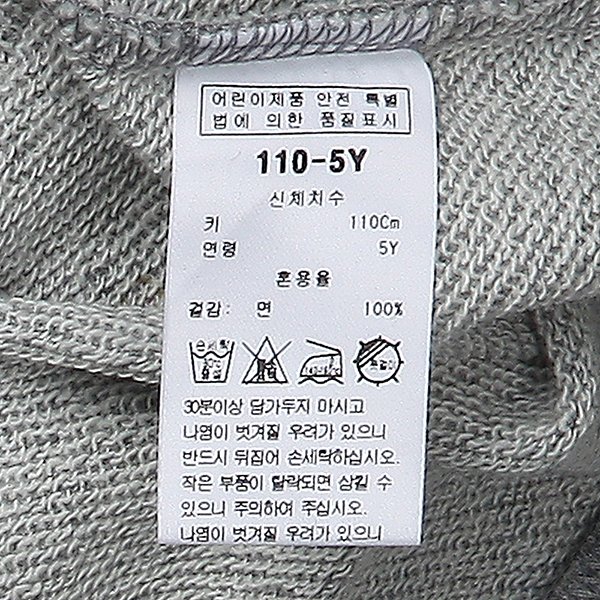 어린이제품 안전 특별
법에 의한 품질표시
110-5Y
신체치수
키 110Cm
연령 5Y
혼용율
겉감: 면 100%
손세탁
30분이상 담가두지 마시고
나염이 벗겨질 우려가 있으니
반드시 뒤집어 손세탁하십시오.
작은 부품이 탈락되면 삼킬 수
있으니 주의하여 주십시오.
나염이 벗겨질 우려가 있으니